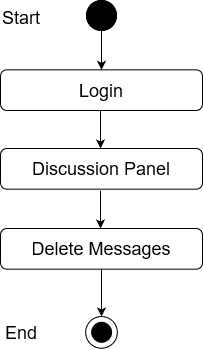 Start
Login
Discussion Panel
Delete Messages
End